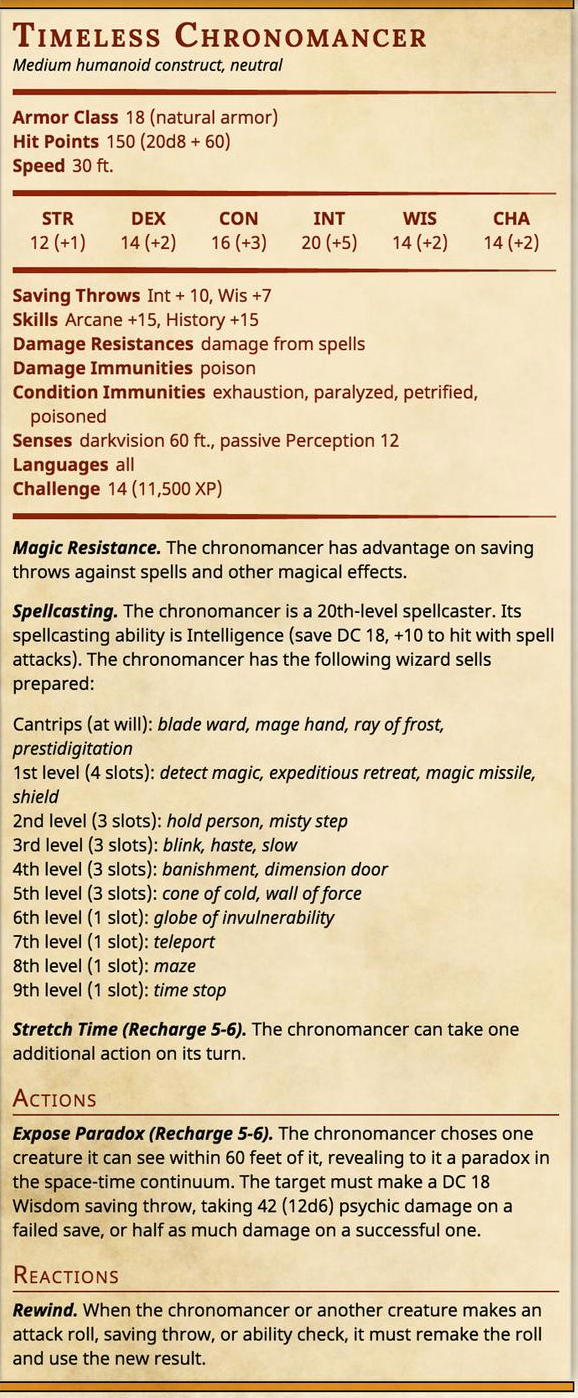 Timeless Chronomancer
Medium humanoid construct, neutral
Armor Class 18 (natural armor)
Hit Points 150 (20d8 + 60)
Speed 30 ft.
STR DEX CON INT WIS CHA
12 (+1) 14 (+2) 16 (+3) 20 (+5) 14 (+2) 14 (+2)
Saving Throws Int + 10, Wis +7
Skills Arcane +15, History +15
Damage Resistances damage from spells
Damage Immunities poison
Condition Immunities exhaustion, paralyzed, petrified,
poisoned
Senses darkvision 60 ft., passive Perception 12
Languages all
Challenge 14 (11,500 XP)
Magic Resistance. The chronomancer has advantage on saving
throws against spells and other magical effects.
Spellcasting. The chronomancer is a 20th-level spellcaster. Its
spellcasting ability is Intelligence (save DC 18, +10 to hit with spell
attacks). The chronomancer has the following wizard sells
prepared:
Cantrips (at will): blade ward, mage hand, ray of frost,
prestidigitation
1st level (4 slots): detect magic, expeditious retreat, magic missile,
shield
2nd level (3 slots): hold person, misty step
3rd level (3 slots): blink, haste, slow
4th level (3 slots): banishment, dimension door
5th level (3 slots): cone of cold, wall of force
6th level (1 slot): globe of invulnerability
7th level (1 slot): teleport
8th level (1 slot): maze
9th level (1 slot): time stop
Stretch Time (Recharge 5-6). The chronomancer can take one
additional action on its turn.
Actions
Expose Paradox (Recharge 5-6). The chronomancer choses one
creature it can see within 60 feet of it, revealing to it a paradox in
the space-time continuum. The target must make a DC 18
Wisdom saving throw, taking 42 (12d6) psychic damage on a
failed save, or half as much damage on a successful one.
Reactions
Rewind. When the chronomancer or another creature makes an
attack roll, saving throw, or ability check, it must remake the roll
and use the new result.